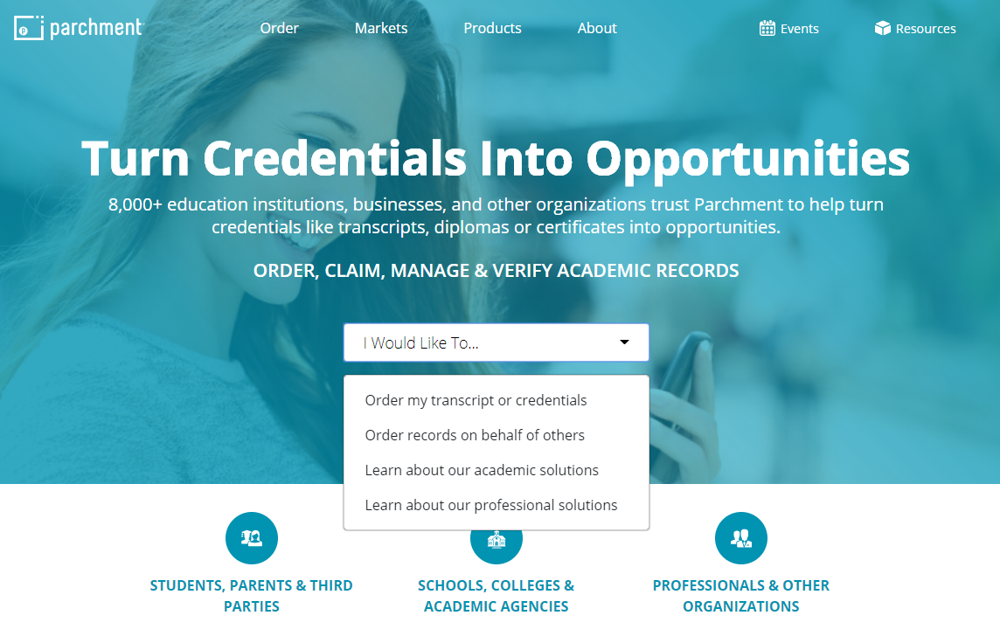 parchment
Order
Markets
Products
About
Events
Resources
Turn Credentials Into Opportunities
8,000+ education institutions, businesses, and other organizations trust Parchment to help turn
credentials like transcripts, diplomas or certificates into opportunities.
ORDER, CLAIM, MANAGE & VERIFY ACADEMIC RECORDS
I Would Like To...
Order my transcript or credentials
Order records on behalf of others
Learn about our academic solutions
Learn about our professional solutions
STUDENTS, PARENTS & THIRD
PARTIES
SCHOOLS, COLLEGES &
ACADEMIC AGENCIES
PROFESSIONALS & OTHER
ORGANIZATIONS